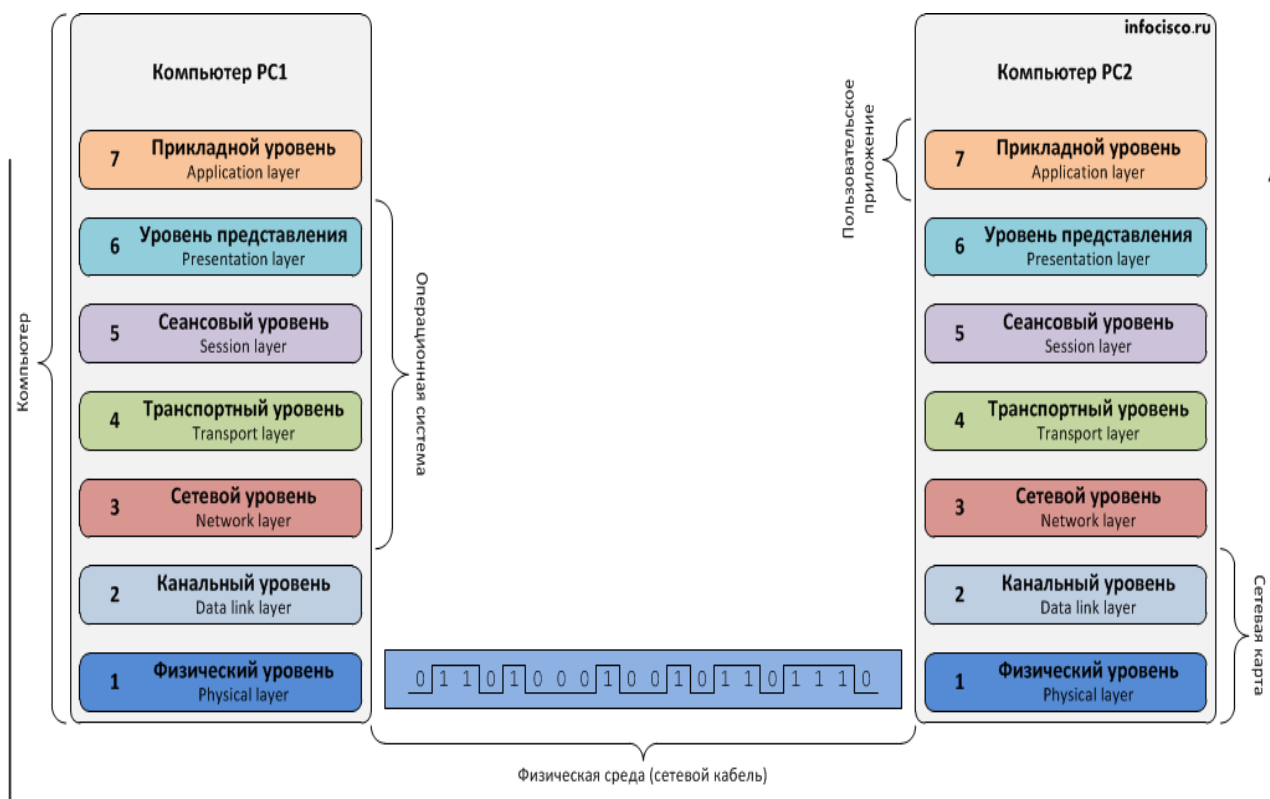 infocisco.ru
Компьютер PC1
7
Прикладной уровень
Application layer
6
Уровень представления
Presentation layer
5
Сеансовый уровень
Session layer
4
Транспортный уровень
Transport layer
3
Сетевой уровень
Network layer
2
Канальный уровень
Data link layer
1
Физический уровень
Physical layer
Компьютер
Операционная система
0 1 1 0 1 0 0 0 1 0 0 1 0 1 1 0 1 1 1 0
Физическая среда (сетевой кабель)
Пользовательское
приложение
Компьютер PC2
7
Прикладной уровень
Application layer
6
Уровень представления
Presentation layer
5
Сеансовый уровень
Session layer
4
Транспортный уровень
Transport layer
3
Сетевой уровень
Network layer
2
Канальный уровень
Data link layer
1
Физический уровень
Physical layer
Сетевая карта